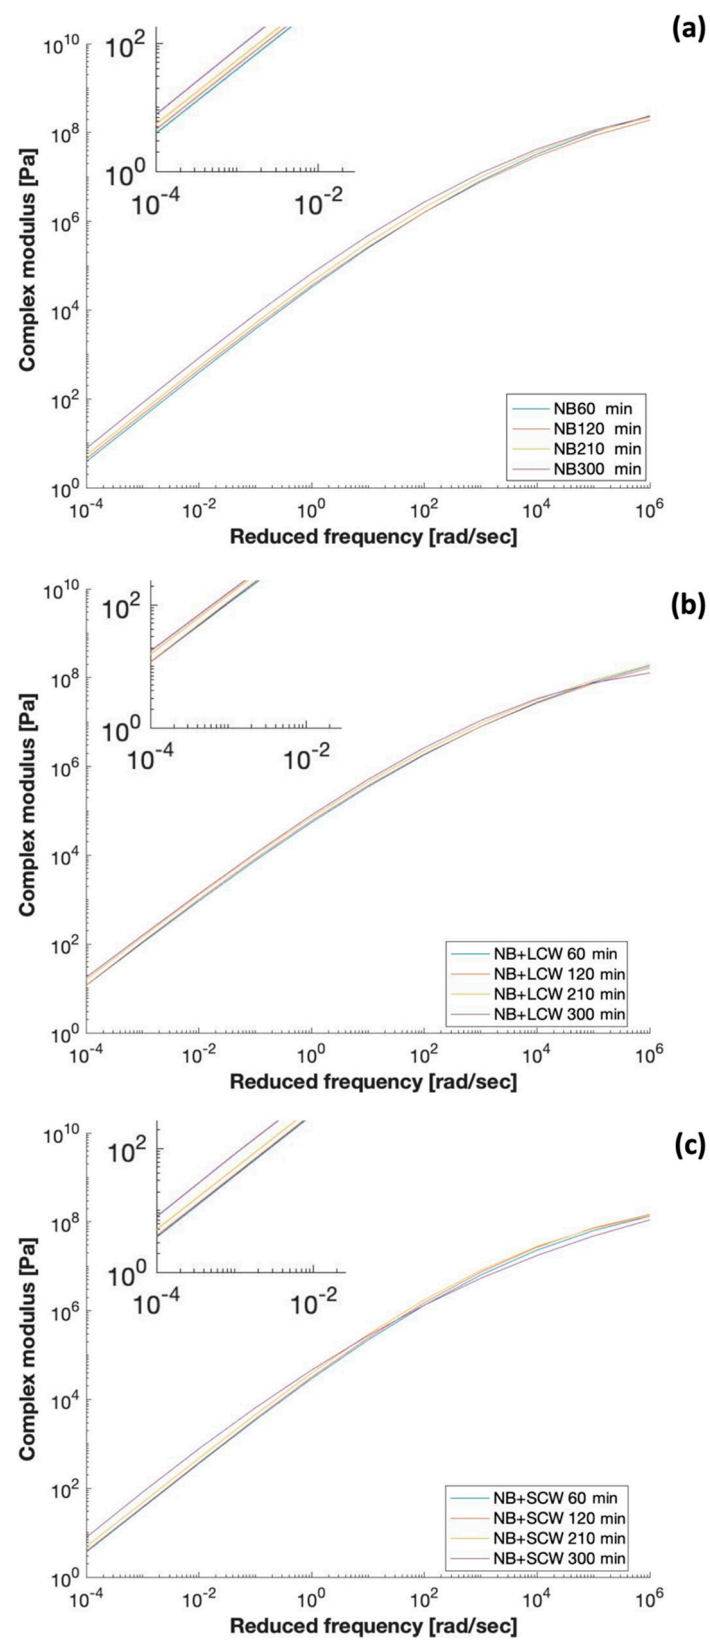 (a)
10^10
10^8
10^6
10^4
10^2
10^0
Complex modulus [Pa]
10^2
10^0
10^-4 10^-2
NB60 min
NB120 min
NB210 min
NB300 min
10^-4 10^-2 10^0 10^2 10^4 10^6
Reduced frequency [rad/sec]
(b)
10^10
10^8
10^6
10^4
10^2
10^0
Complex modulus [Pa]
10^2
10^0
10^-4 10^-2
NB+LCW 60 min
NB+LCW 120 min
NB+LCW 210 min
NB+LCW 300 min
10^-4 10^-2 10^0 10^2 10^4 10^6
Reduced frequency [rad/sec]
(c)
10^10
10^8
10^6
10^4
10^2
10^0
Complex modulus [Pa]
10^2
10^0
10^-4 10^-2
NB+SCW 60 min
NB+SCW 120 min
NB+SCW 210 min
NB+SCW 300 min
10^-4 10^-2 10^0 10^2 10^4 10^6
Reduced frequency [rad/sec]